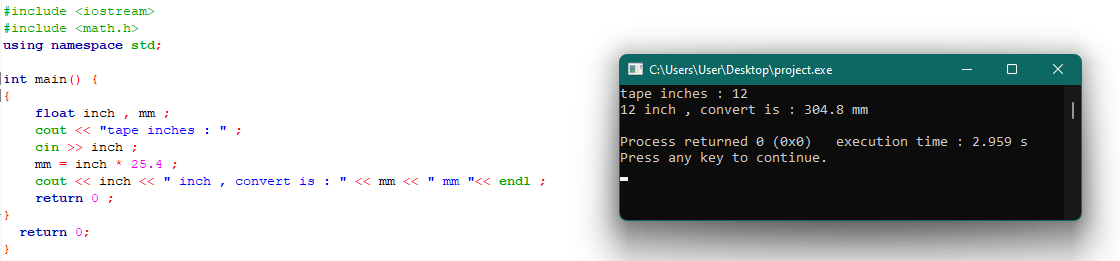 #include <iostream>
#include <math.h>
using namespace std;
int main() {
{
float inch , mm ;
cout << "tape inches : " ;
cin >> inch ;
mm = inch * 25.4 ;
cout << inch << " inch , convert is : " << mm << " mm "<< endl ;
return 0 ;
}
return 0;
}
C:\Users\User\Desktop\project.exe
tape inches : 12
12 inch , convert is : 304.8 mm
Process returned 0 (0x0)   execution time : 2.959 s
Press any key to continue.